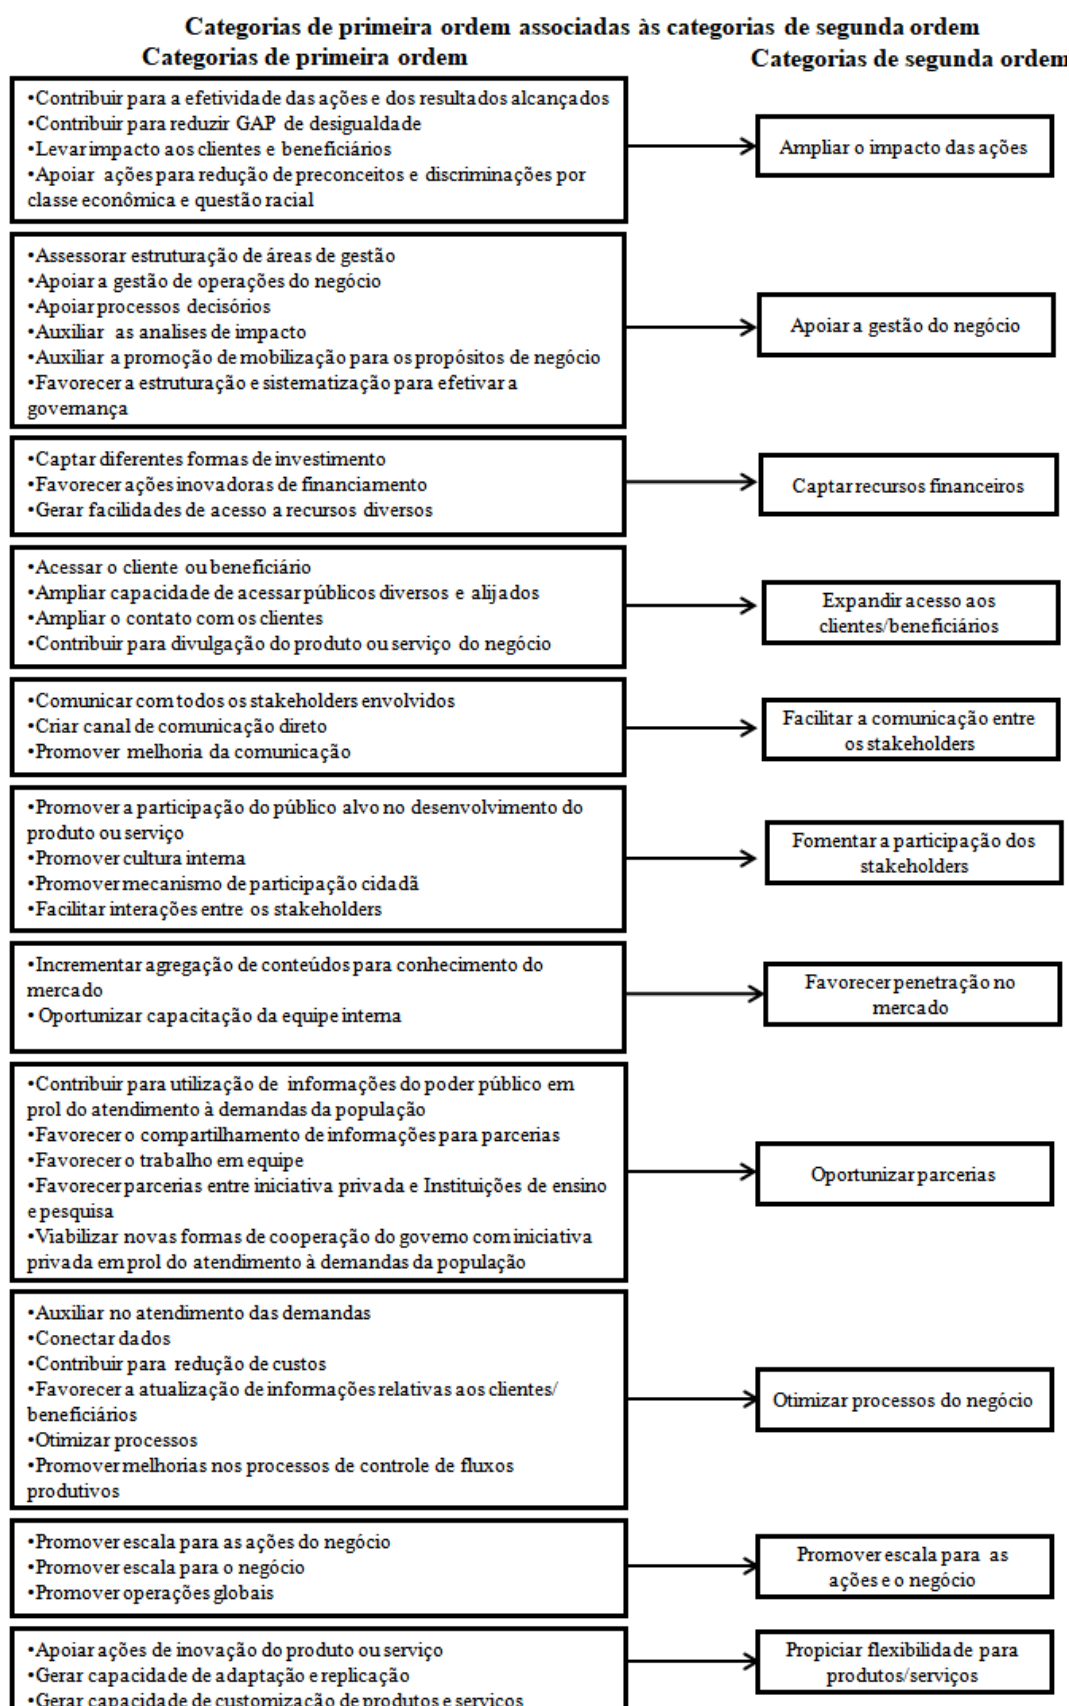 Categorias de primeira ordem associadas às categorias de segunda ordem
Categorias de primeira ordem
Categorias de segunda ordem
•Contribuir para a efetividade das ações e dos resultados alcançados
•Contribuir para reduzir GAP de desigualdade
•Levar impacto aos clientes e beneficiários
•Apoiar ações para redução de preconceitos e discriminações por
classe econômica e questão racial
Ampliar o impacto das ações
•Assessorar estruturação de áreas de gestão
•Apoiar a gestão de operações do negócio
•Apoiar processos decisórios
•Auxiliar as analises de impacto
•Auxiliar a promoção de mobilização para os propósitos de negócio
•Favorecer a estruturação e sistematização para efetivar a
governança
Apoiar a gestão do negócio
•Captar diferentes formas de investimento
•Favorecer ações inovadoras de financiamento
•Gerar facilidades de acesso a recursos diversos
Captar recursos financeiros
•Acessar o cliente ou beneficiário
•Ampliar capacidade de acessar públicos diversos e alijados
•Ampliar o contato com os clientes
•Contribuir para divulgação do produto ou serviço do negócio
Expandir acesso aos
clientes/beneficiários
•Comunicar com todos os stakeholders envolvidos
•Criar canal de comunicação direto
•Promover melhoria da comunicação
Facilitar a comunicação entre
os stakeholders
•Promover a participação do público alvo no desenvolvimento do
produto ou serviço
•Promover cultura interna
•Promover mecanismo de participação cidadã
•Facilitar interações entre os stakeholders
Fomentar a participação dos
stakeholders
•Incrementar agregação de conteúdos para conhecimento do
mercado
• Oportunizar capacitação da equipe interna
Favorecer penetração no
mercado
•Contribuir para utilização de informações do poder público em
prol do atendimento à demandas da população
•Favorecer o compartilhamento de informações para parcerias
•Favorecer o trabalho em equipe
•Favorecer parcerias entre iniciativa privada e Instituições de ensino
e pesquisa
•Viabilizar novas formas de cooperação do governo com iniciativa
privada em prol do atendimento à demandas da população
Oportunizar parcerias
•Auxiliar no atendimento das demandas
•Conectar dados
•Contribuir para redução de custos
•Favorecer a atualização de informações relativas aos clientes/
beneficiários
•Otimizar processos
•Promover melhorias nos processos de controle de fluxos
produtivos
Otimizar processos do negócio
•Promover escala para as ações do negócio
•Promover escala para o negócio
•Promover operações globais
Promover escala para as
ações e o negócio
•Apoiar ações de inovação do produto ou serviço
•Gerar capacidade de adaptação e replicação
•Gerar capacidade de customização de produtos e serviços
Propiciar flexibilidade para
produtos/serviços